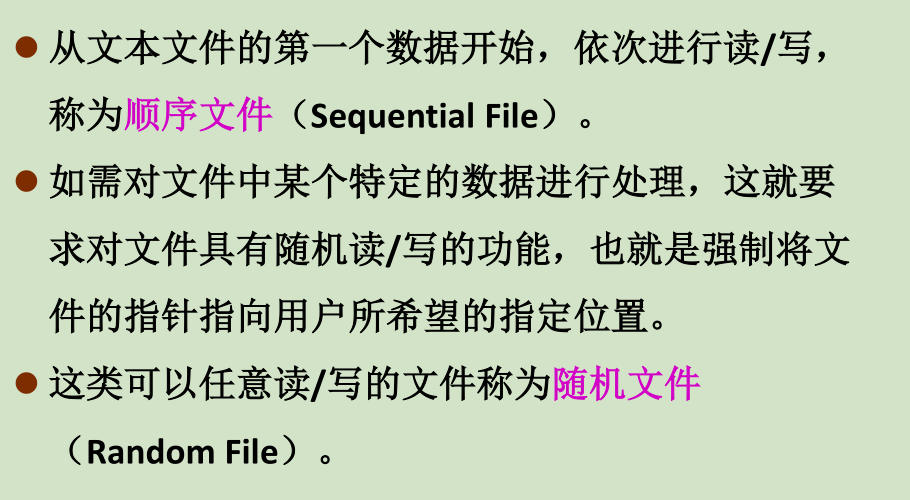 ● 从文本文件的第一个数据开始，依次进行读/写，
称为顺序文件（Sequential File）。
● 如需对文件中某个特定的数据进行处理，这就要
求对文件具有随机读/写的功能，也就是强制将文
件的指针指向用户所希望的指定位置。
● 这类可以任意读/写的文件称为随机文件
（Random File）。